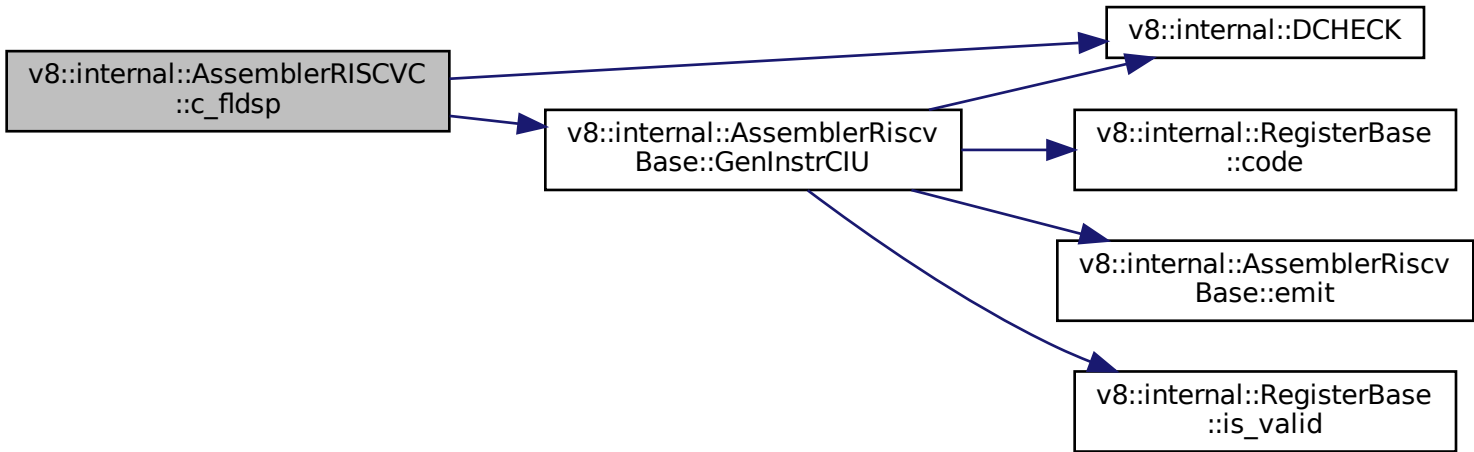 v8::internal::AssemblerRISCVC
::c_fldsp
v8::internal::DCHECK
v8::internal::AssemblerRiscv
Base::GenInstrCIU
v8::internal::RegisterBase
::code
v8::internal::AssemblerRiscv
Base::emit
v8::internal::RegisterBase
::is_valid